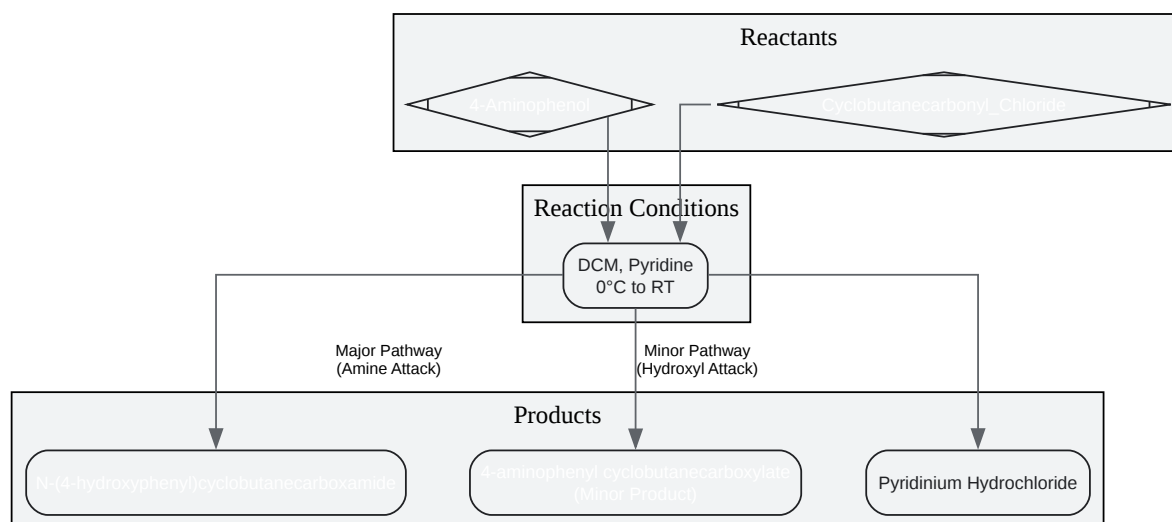 Reactants
4-Aminophenol
Cyclobutanecarbonyl_Chloride
Reaction Conditions
DCM, Pyridine
0°C to RT
Major Pathway
(Amine Attack)
Minor Pathway
(Hydroxyl Attack)
Products
N-(4-hydroxyphenyl)cyclobutanecarboxamide
4-aminophenyl cyclobutanecarboxylate
(Minor Product)
Pyridinium Hydrochloride